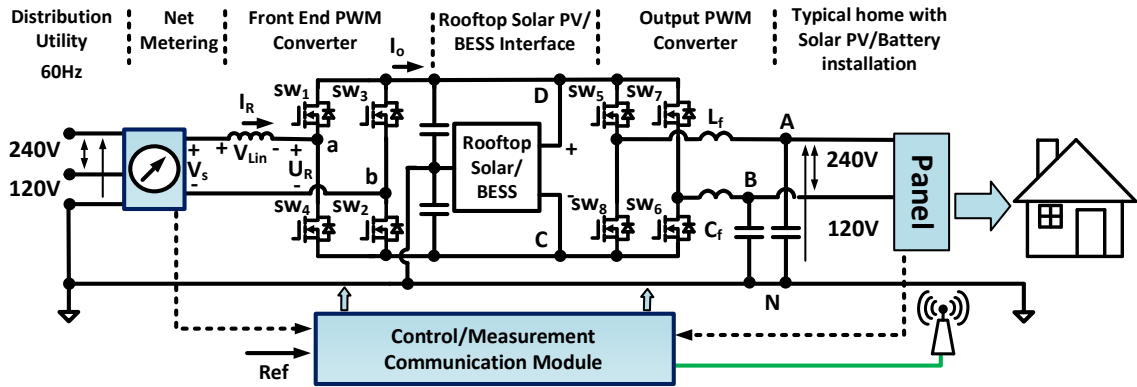 Distribution
Utility
60Hz
Net
Metering
Front End PWM
Converter
Rooftop Solar PV/
BESS Interface
Output PWM
Converter
Typical home with
Solar PV/Battery
installation
Io
SW1
SW3
D
SW5
SW7
Lf
A
IR
240V
+ VLin -
a
+
UR
-
+
Vs
-
b
Rooftop
Solar/
BESS
+
-
240V
Panel
120V
B
SW4
SW2
C
SW8
SW6
Cf
120V
N
Control/Measurement
Communication Module
Ref